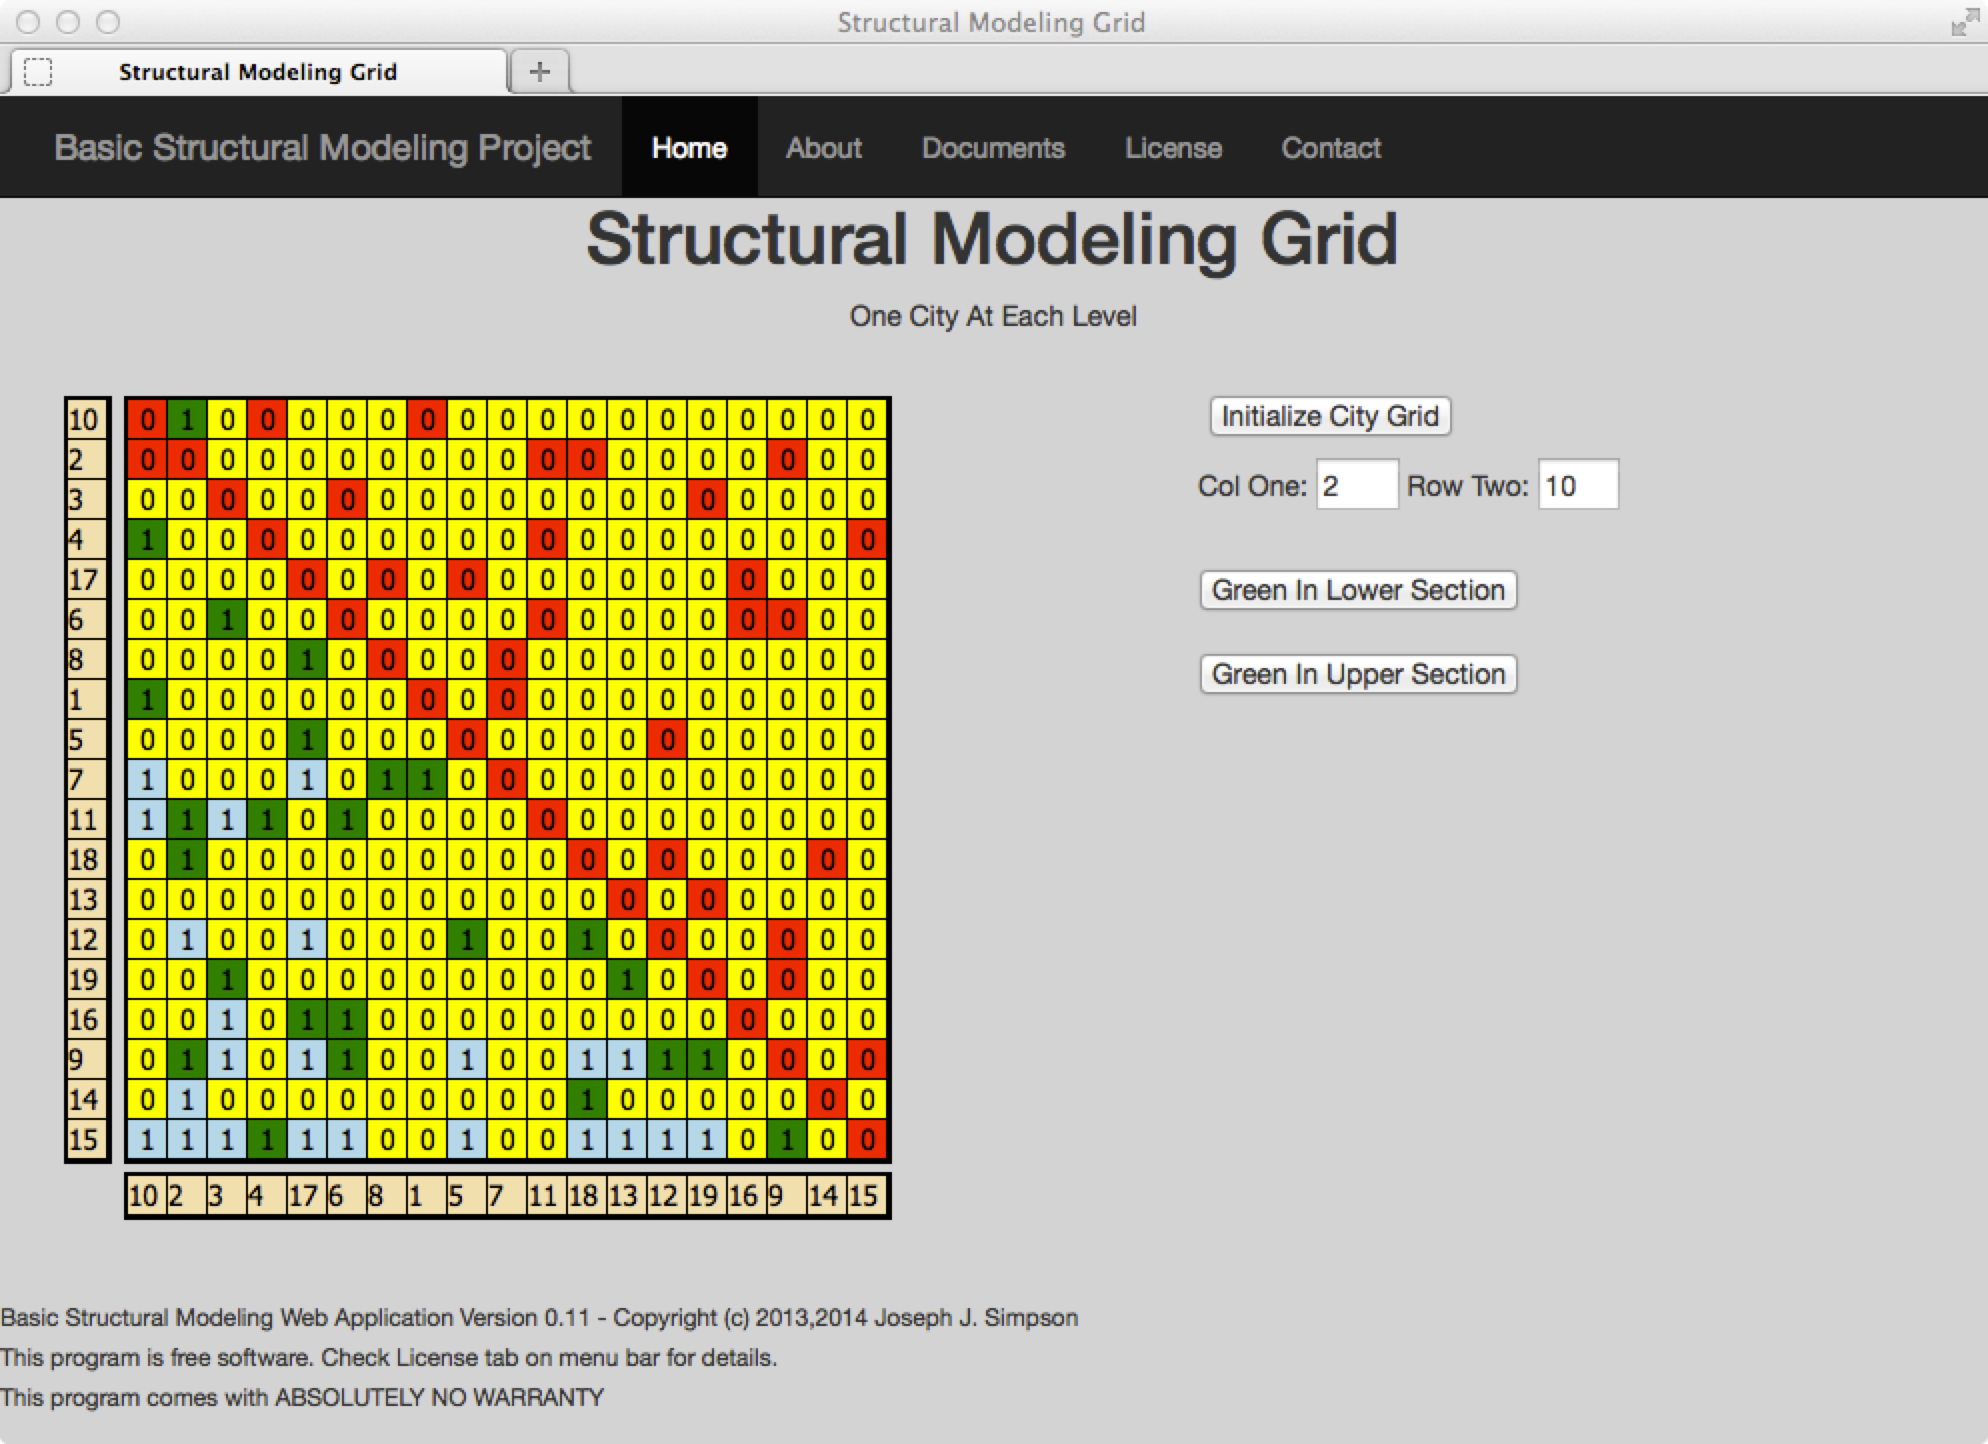 Structural Modeling Grid
Structural Modeling Grid
Basic Structural Modeling Project Home About Documents License Contact
Structural Modeling Grid
One City At Each Level
10 0 1 0 0 0 0 0 0 0 0 0 0 0 0 0 0 0 0 0
Initialize City Grid
2 0 0 0 0 0 0 0 0 0 0 0 0 0 0 0 0 0 0 0
Col One: 2 Row Two: 10
3 0 0 0 0 0 0 0 0 0 0 0 0 0 0 0 0 0 0 0
4 1 0 0 0 0 0 0 0 0 0 0 0 0 0 0 0 0 0 0
17 0 0 0 0 0 0 0 0 0 0 0 0 0 0 0 0 0 0 0
Green In Lower Section
6 0 0 1 0 0 0 0 0 0 0 0 0 0 0 0 0 0 0 0
8 0 0 0 0 1 0 0 0 0 0 0 0 0 0 0 0 0 0 0
Green In Upper Section
1 1 0 0 0 0 0 0 0 0 0 0 0 0 0 0 0 0 0 0
5 0 0 0 0 1 0 0 0 0 0 0 0 0 0 0 0 0 0 0
7 1 0 0 0 1 0 1 1 0 0 0 0 0 0 0 0 0 0 0
11 1 1 1 1 0 1 0 0 0 0 0 0 0 0 0 0 0 0 0
18 0 1 0 0 0 0 0 0 0 0 0 0 0 0 0 0 0 0 0
13 0 0 0 0 0 0 0 0 0 0 0 0 0 0 0 0 0 0 0
12 0 1 0 0 1 0 0 0 1 0 0 1 0 0 0 0 0 0 0
19 0 0 1 0 0 0 0 0 0 0 0 0 1 0 0 0 0 0 0
16 0 0 1 0 1 1 0 0 0 0 0 0 0 0 0 0 0 0 0
9 0 1 1 0 1 1 0 0 1 0 0 1 1 1 1 0 0 0 0
14 0 1 0 0 0 0 0 0 0 0 0 1 0 0 0 0 0 0 0
15 1 1 1 1 1 1 0 0 1 0 0 1 1 1 1 0 1 0 0
10 2 3 4 17 6 8 1 5 7 11 18 13 12 19 16 9 14 15
Basic Structural Modeling Web Application Version 0.11 - Copyright (c) 2013,2014 Joseph J. Simpson
This program is free software. Check License tab on menu bar for details.
This program comes with ABSOLUTELY NO WARRANTY